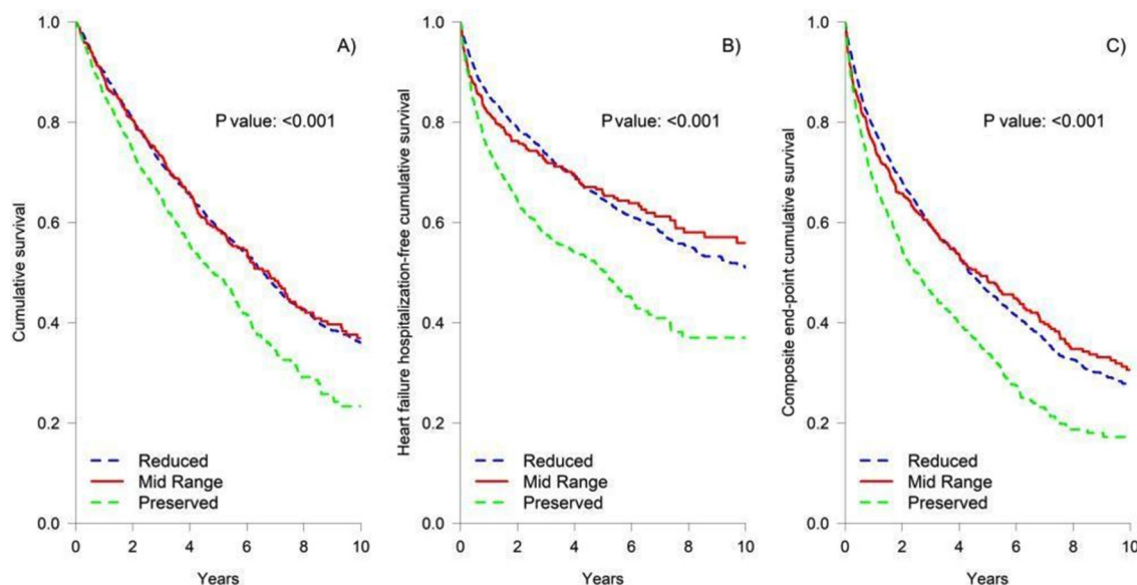 A)
P value: <0.001
Cumulative survival
1.0
0.8
0.6
0.4
0.2
0.0
Reduced
Mid Range
Preserved
0 2 4 6 8 10
Years
B)
P value: <0.001
Heart failure hospitalization-free cumulative survival
1.0
0.8
0.6
0.4
0.2
0.0
Reduced
Mid Range
Preserved
0 2 4 6 8 10
Years
C)
P value: <0.001
Composite end-point cumulative survival
1.0
0.8
0.6
0.4
0.2
0.0
Reduced
Mid Range
Preserved
0 2 4 6 8 10
Years